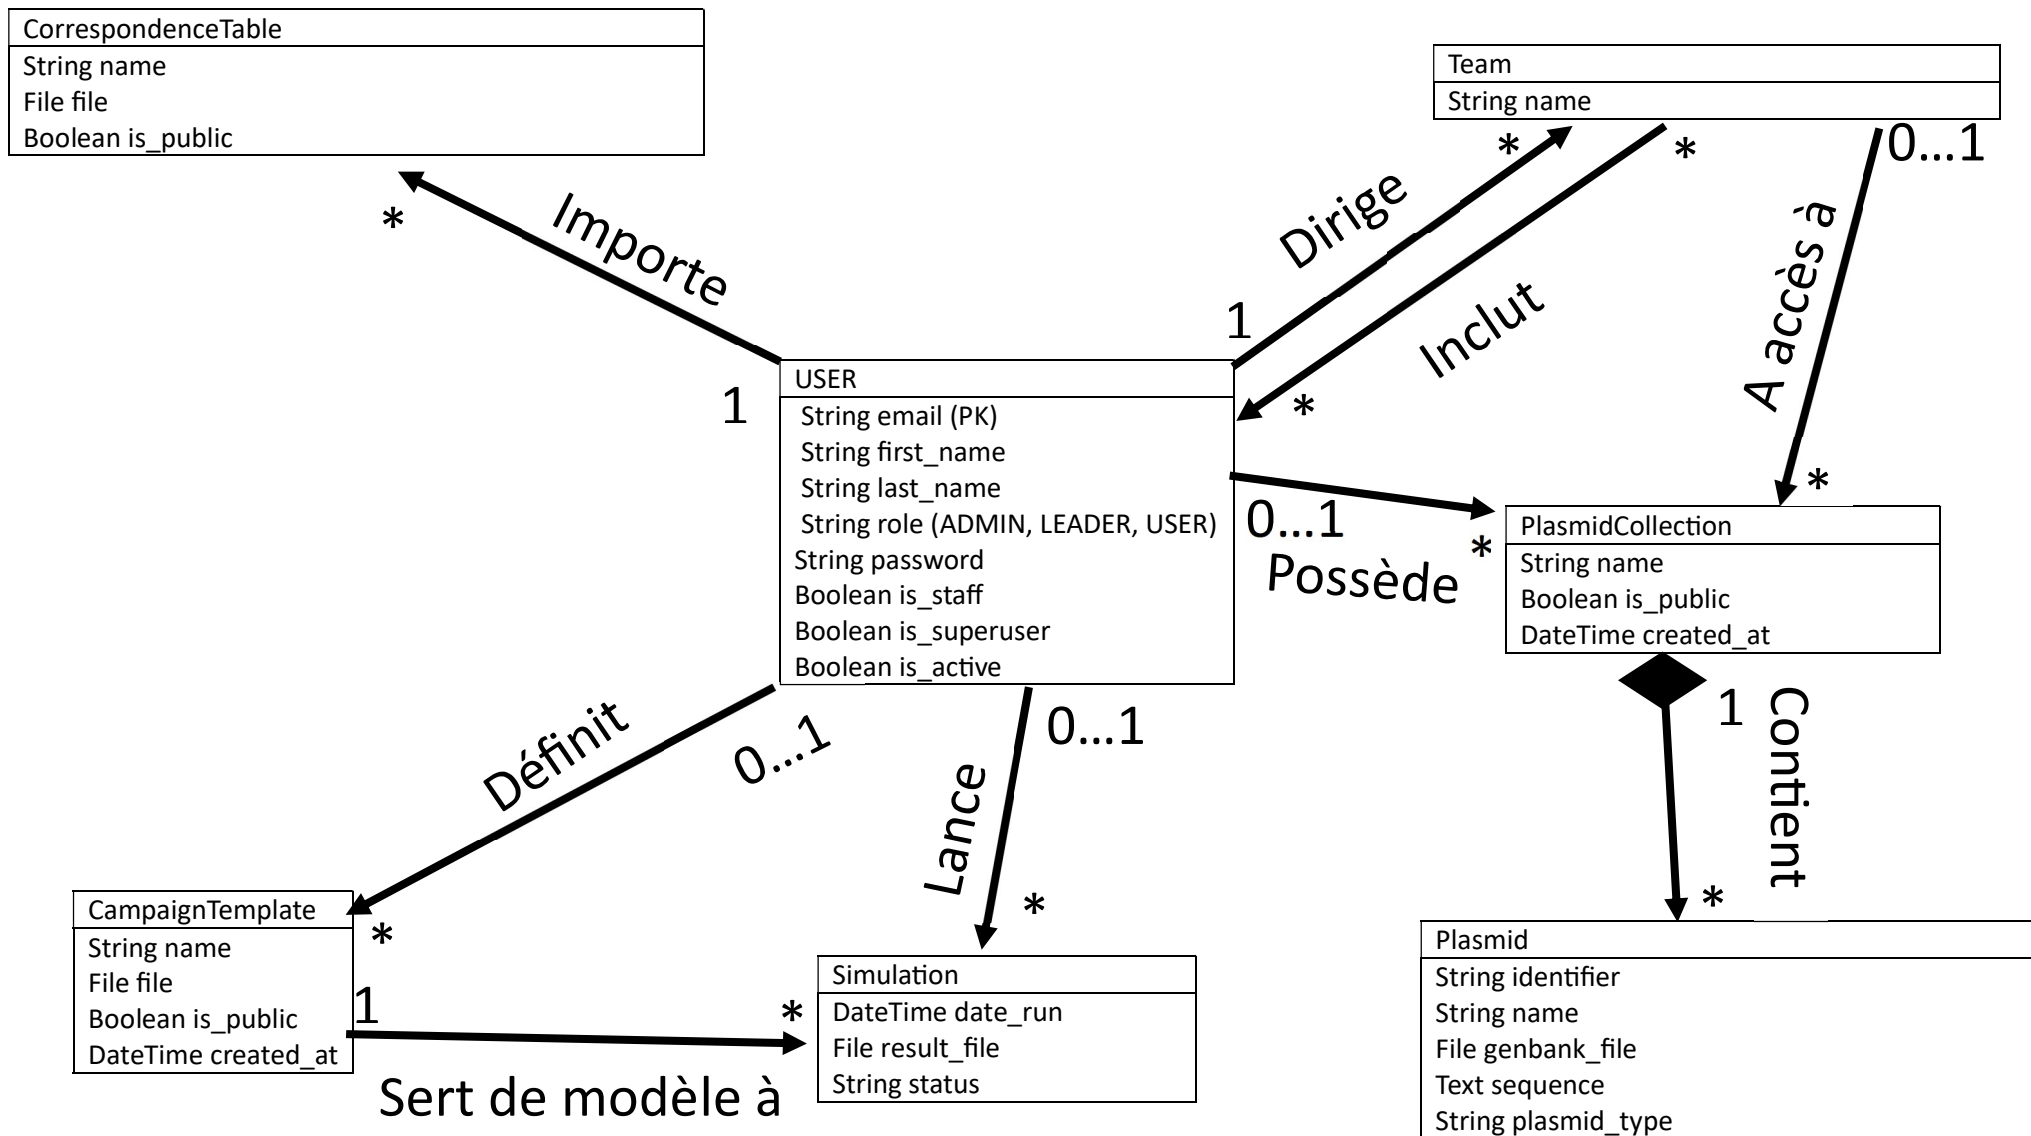 CorrespondenceTable
String name
File file
Boolean is_public
Team
String name
*
*
0...1
*
Importe
Dirige
Inclut
A accès à
1
1
*
*
USER
String email (PK)
String first_name
String last_name
String role (ADMIN, LEADER, USER)
String password
Boolean is_staff
Boolean is_superuser
Boolean is_active
0...1
*
Possède
PlasmidCollection
String name
Boolean is_public
DateTime created_at
1
Contient
*
Définit
0...1
0...1
Lance
*
*
CampaignTemplate
String name
File file
Boolean is_public
DateTime created_at
1
*
Sert de modèle à
Simulation
DateTime date_run
File result_file
String status
Plasmid
String identifier
String name
File genbank_file
Text sequence
String plasmid_type